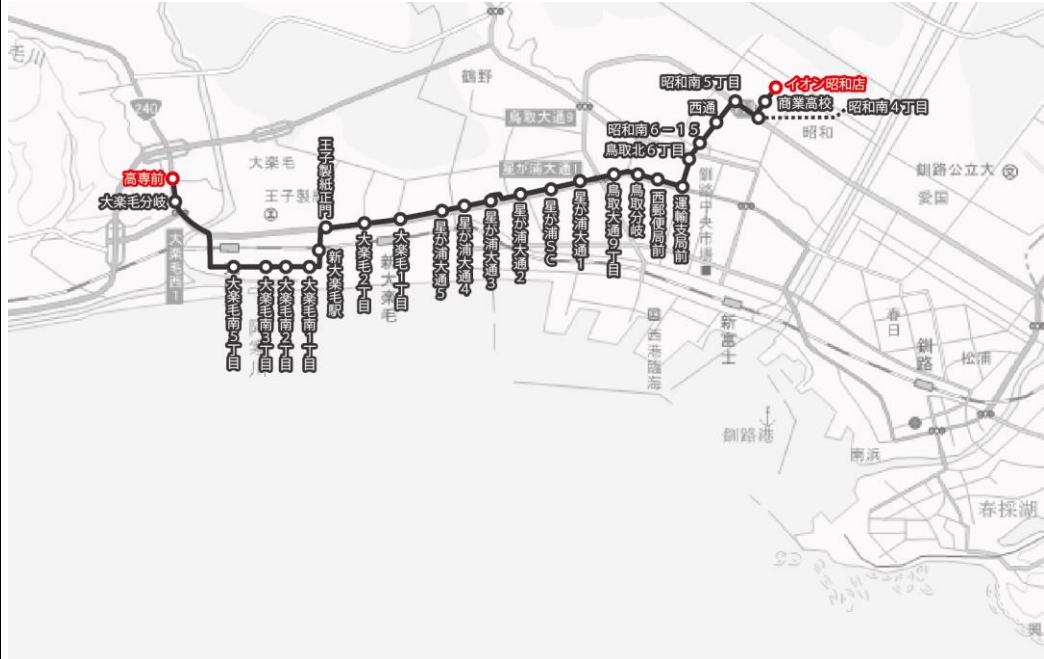 毛川
240
鶴野
鳥取大通9
大楽毛
王子製紙
星が浦大通1
昭和
釧路公立大
愛国
釧路中央市場
大楽毛西1
新大楽毛
西港臨海
新富士
春日
釧路
松浦
釧路港
南浜
春採湖
興
高専前
大楽毛分岐
大楽毛南5丁目
大楽毛南3丁目
大楽毛南2丁目
大楽毛南1丁目
新大楽毛駅
王子製紙正門
大楽毛2丁目
大楽毛1丁目
星が浦大通5
星が浦大通4
星が浦大通3
星が浦大通2
星が浦SC
星が浦大通1
鳥取大通9丁目
鳥取分岐
西郵便局前
運輸支局前
鳥取北6丁目
昭和南6-15
西通
昭和南5丁目
昭和南4丁目
商業高校
イオン昭和店